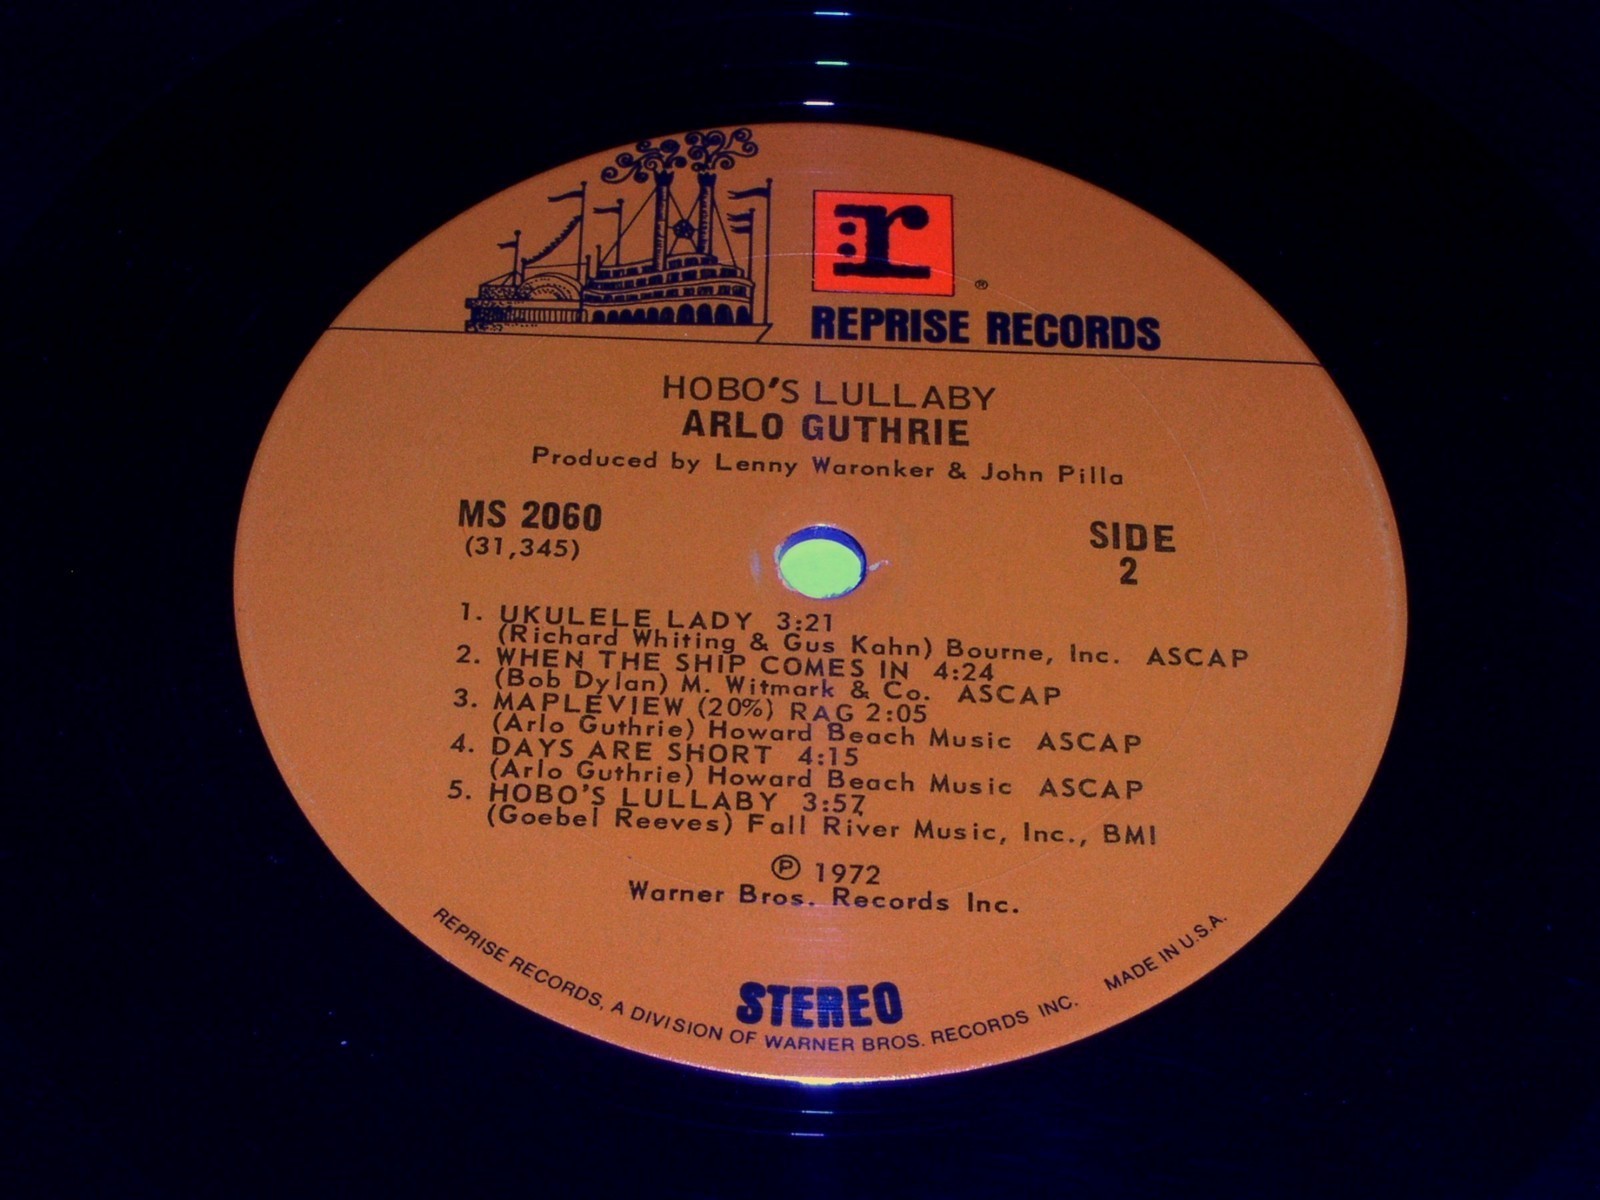 r
®
REPRISE RECORDS
HOBO'S LULLABY
ARLO GUTHRIE
Produced by Lenny Waronker & John Pilla
MS 2060
(31,345)
SIDE
2
1. UKULELE LADY 3:21
(Richard Whiting & Gus Kahn) Bourne, Inc. ASCAP
2. WHEN THE SHIP COMES IN 4:24
(Bob Dylan) M. Witmark & Co. ASCAP
3. MAPLEVIEW (20%) RAG 2:05
(Arlo Guthrie) Howard Beach Music ASCAP
4. DAYS ARE SHORT 4:15
(Arlo Guthrie) Howard Beach Music ASCAP
5. HOBO'S LULLABY 3:57
(Goebel Reeves) Fall River Music, Inc., BMI
℗ 1972
Warner Bros. Records Inc.
STEREO
REPRISE RECORDS, A DIVISION OF WARNER BROS. RECORDS INC. MADE IN U.S.A.